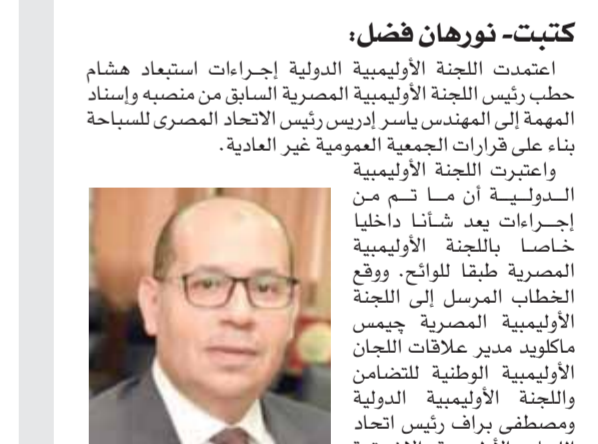 كتبت- نورهان فضل:
اعتمدت اللجنة الأوليمبية الدولية إجراءات استبعاد هشام
حطب رئيس اللجنة الأوليمبية المصرية السابق من منصبه وإسناد
المهمة إلى المهندس ياسر إدريس رئيس الاتحاد المصرى للسباحة
بناء على قرارات الجمعية العمومية غير العادية.
واعتبرت اللجنة الأوليمبية
الدولية أن ما تم من
إجراءات يعد شأنا داخليا
خاصا باللجنة الأوليمبية
المصرية طبقا للوائح. ووقع
الخطاب المرسل إلى اللجنة
الأوليمبية المصرية چيمس
ماكلويد مدير علاقات اللجان
الأوليمبية الوطنية للتضامن
واللجنة الأوليمبية الدولية
ومصطفى براف رئيس اتحاد